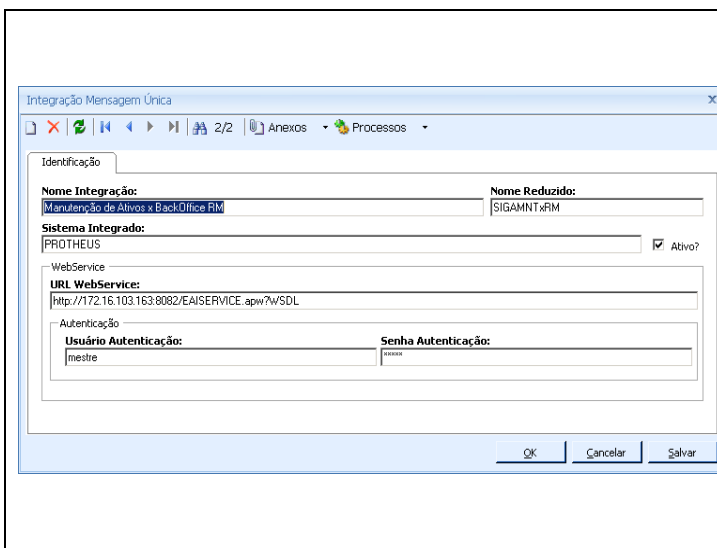 Integração Mensagem Única x
2/2 Anexos Processos
Identificação
Nome Integração: Nome Reduzido:
Manutenção de Ativos x BackOffice RM SIGAMNTxRM
Sistema Integrado:
PROTHEUS Ativo?
WebService
URL WebService:
http://172.16.103.163:8082/EAISERVICE.apw?WSDL
Autenticação
Usuário Autenticação: Senha Autenticação:
mestre *****
OK Cancelar Salvar